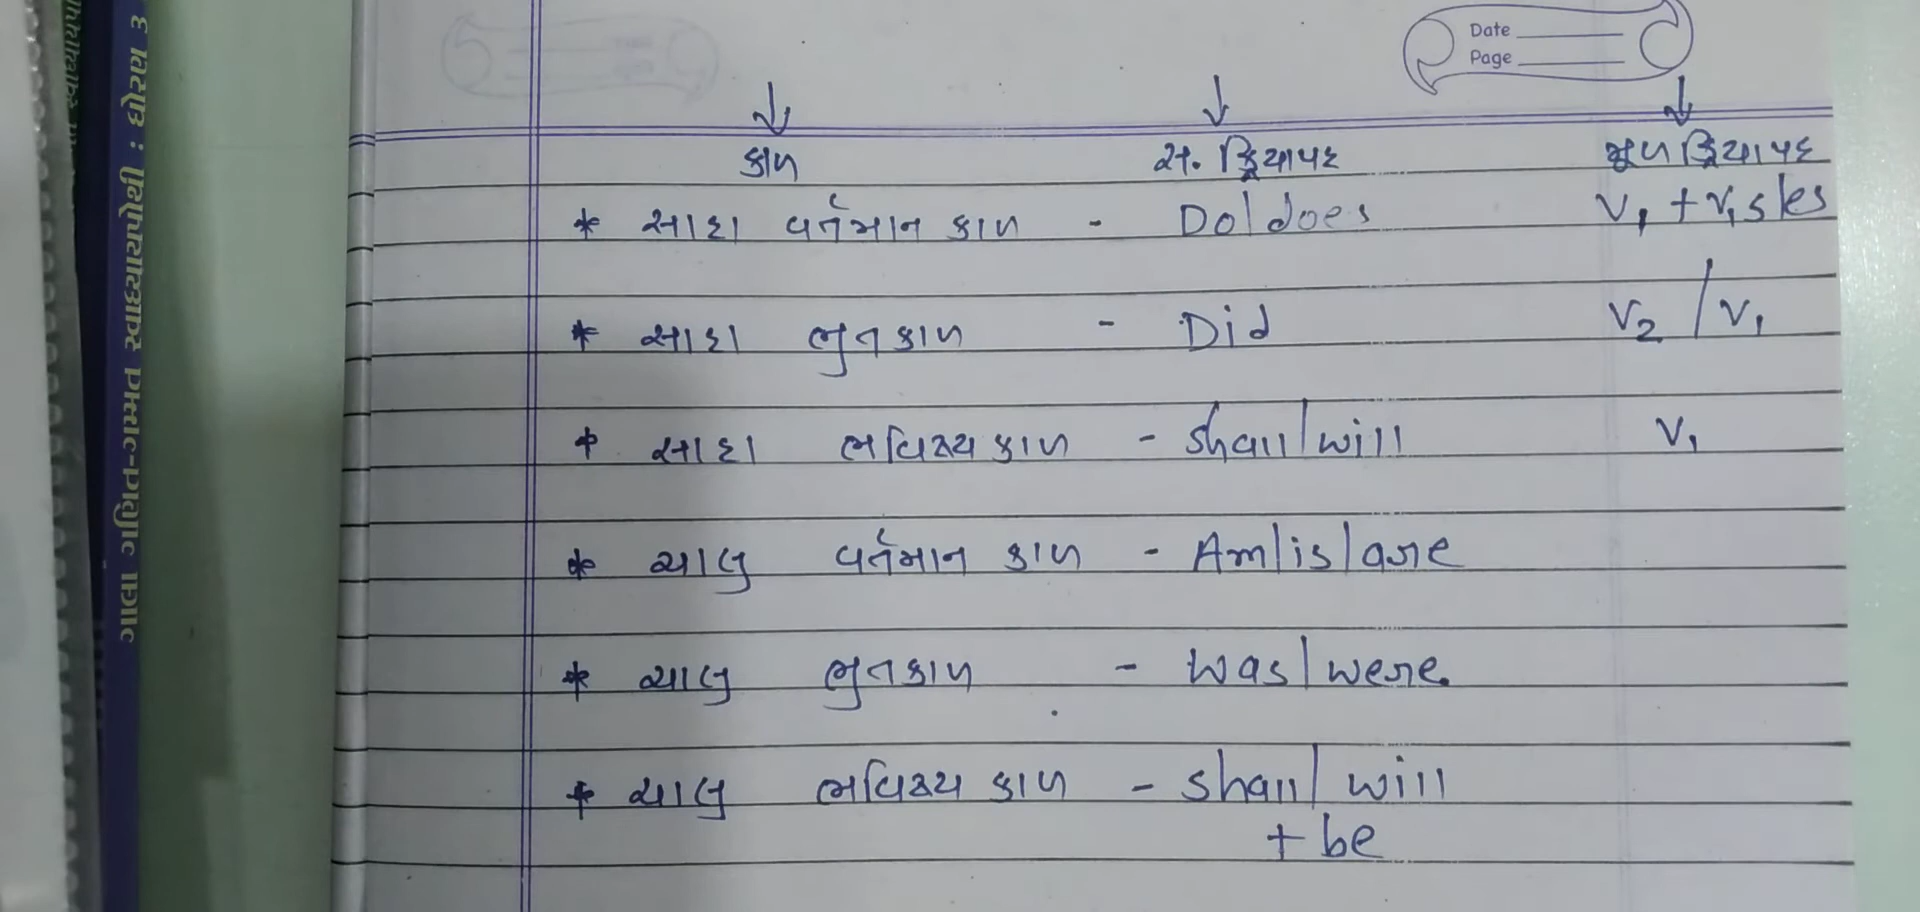 Date
Page
કાળ સા. ક્રિયાપદ મૂળ ક્રિયાપદ
* સાદા વર્તમાન કાળ - Do/does V1 + V1s/es
* સાદા ભુતકાળ - Did V2 / V1
* સાદા ભવિષ્ય કાળ - shall/will V1
* ચાલુ વર્તમાન કાળ - Am/is/are
* ચાલુ ભુતકાળ - was/were.
* ચાલુ ભવિષ્ય કાળ - shall/will
+ be